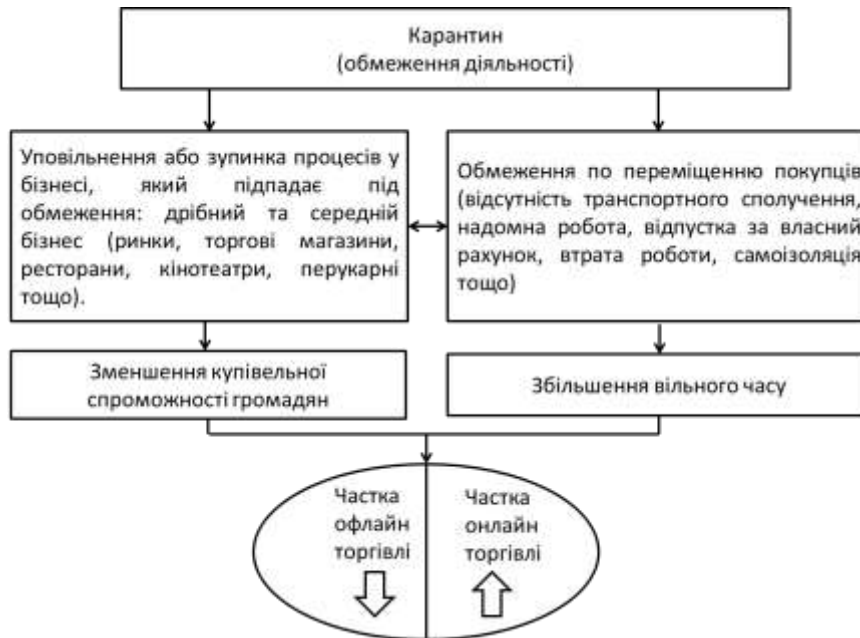 Карантин
(обмеження діяльності)
Уповільнення або зупинка процесів у
бізнесі, який підпадає під
обмеження: дрібний та середній
бізнес (ринки, торгові магазини,
ресторани, кінотеатри, перукарні
тощо).
Обмеження по переміщенню покупців
(відсутність транспортного сполучення,
надомна робота, відпустка за власний
рахунок, втрата роботи, самоізоляція
тощо)
Зменшення купівельної
спроможності громадян
Збільшення вільного часу
Частка
офлайн
торгівлі
Частка
онлайн
торгівлі